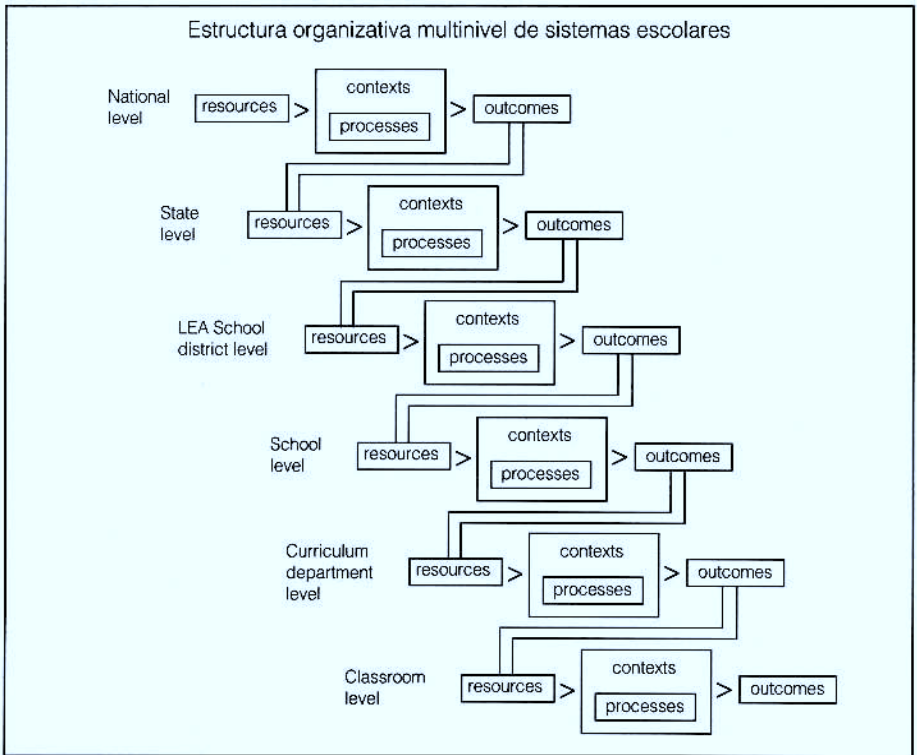 Estructura organizativa multinivel de sistemas escolares
National
level
resources > contexts > outcomes
processes
State
level
resources > contexts > outcomes
processes
LEA School
district level
resources > contexts > outcomes
processes
School
level
resources > contexts > outcomes
processes
Curriculum
department
level
resources > contexts > outcomes
processes
Classroom
level
resources > contexts > outcomes
processes